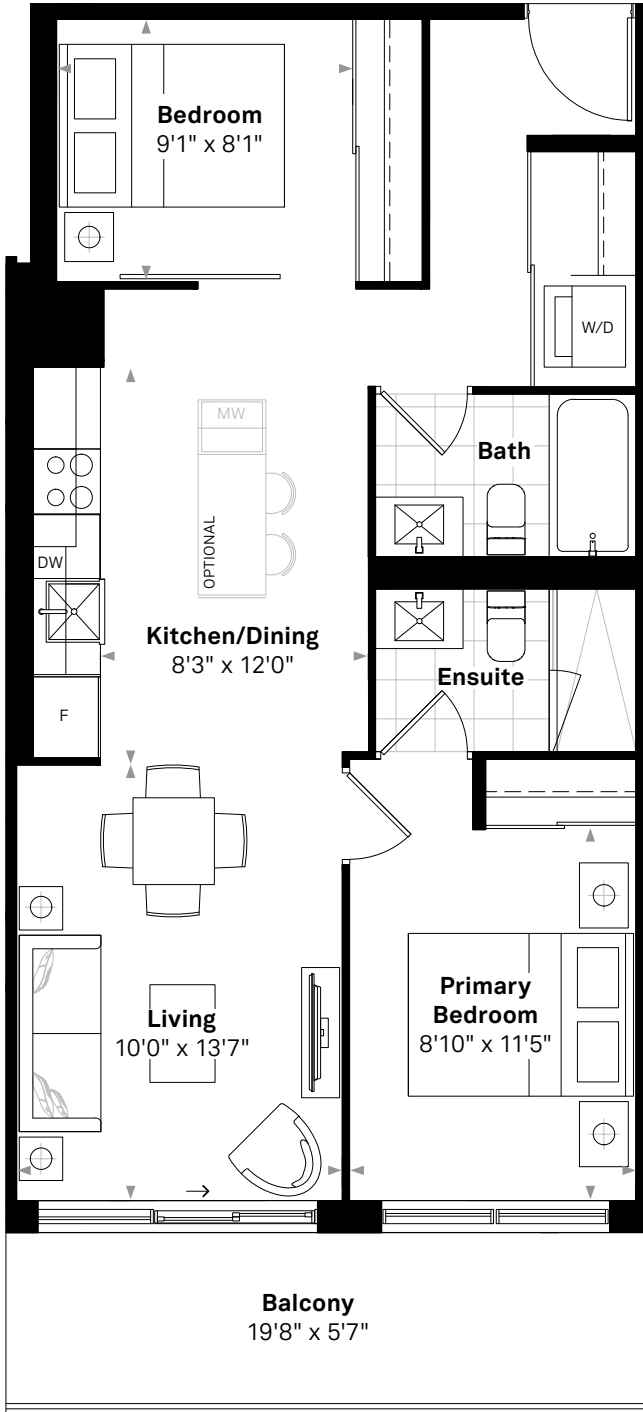 Bedroom
9'1" x 8'1"
W/D
MW
Bath
OPTIONAL
DW
Kitchen/Dining
8'3" x 12'0"
Ensuite
F
Living
10'0" x 13'7"
Primary
Bedroom
8'10" x 11'5"
Balcony
19'8" x 5'7"